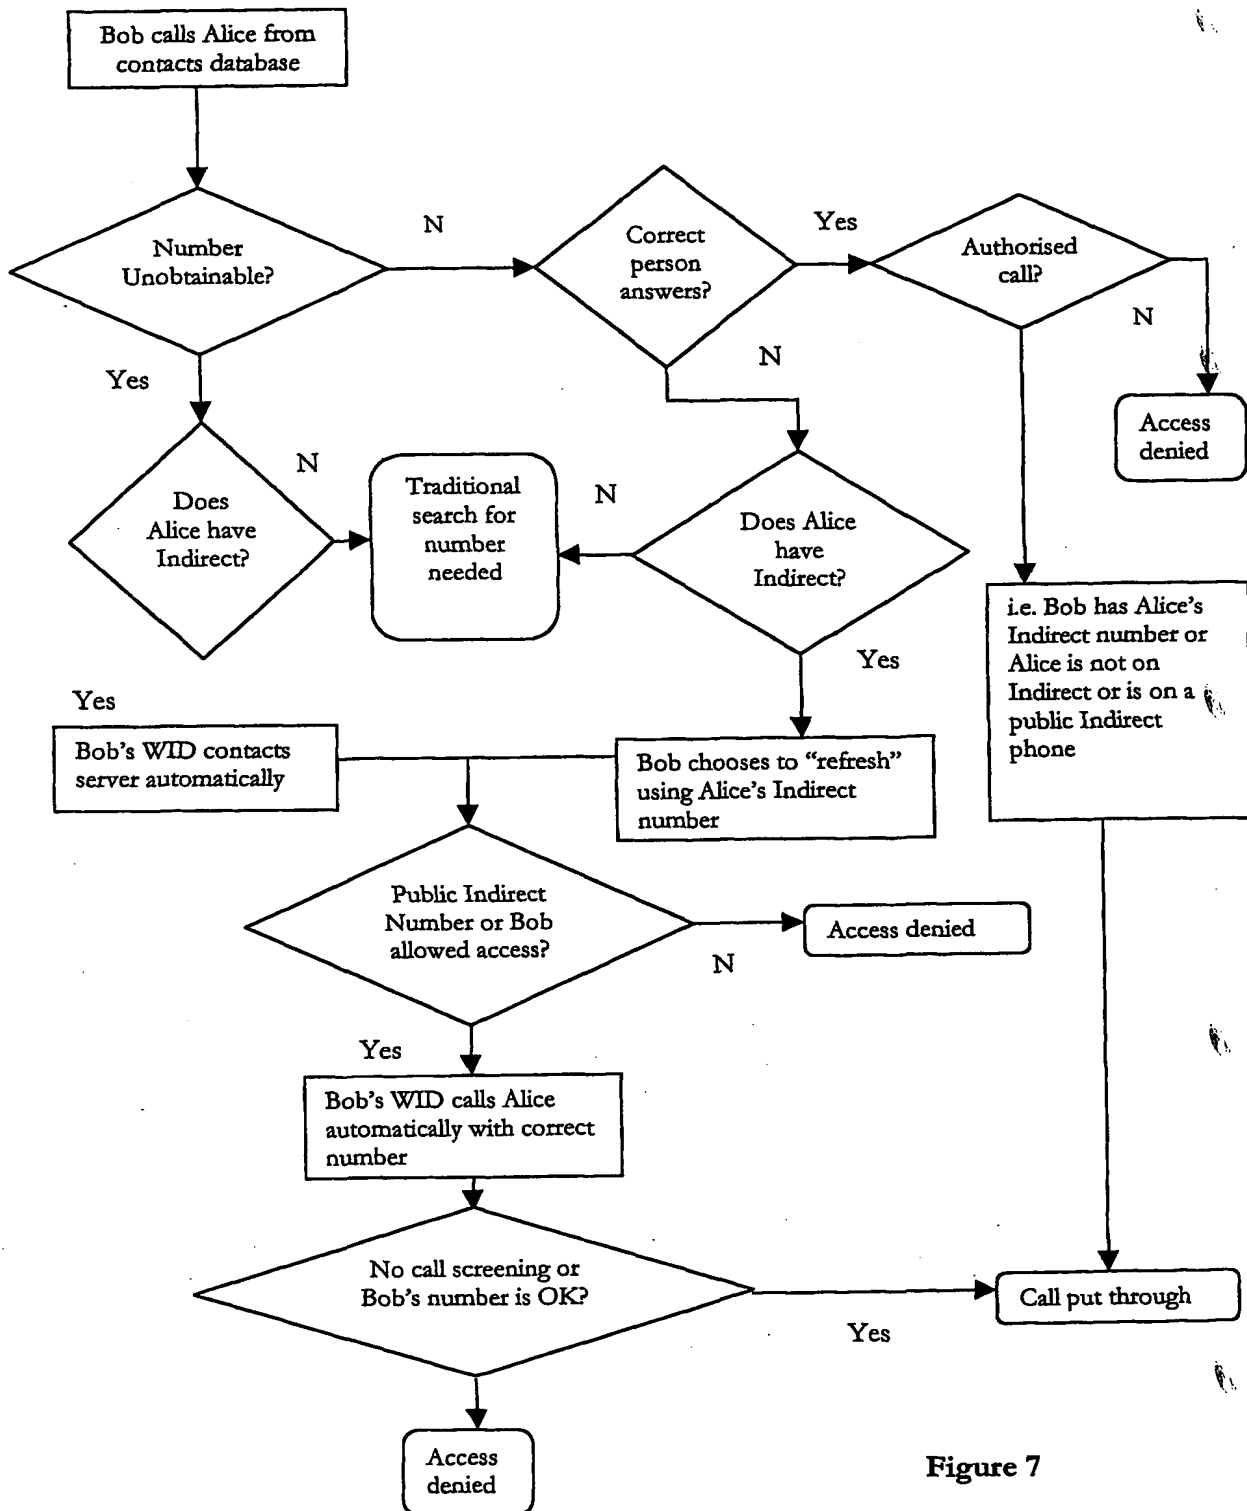 Bob calls Alice from
contacts database
Number
Unobtainable?
N
Correct
person
answers?
Yes
Authorised
call?
N
Access
denied
Yes
N
Does
Alice have
Indirect?
N
Traditional
search for
number
needed
N
Does Alice
have
Indirect?
i.e. Bob has Alice's
Indirect number or
Alice is not on
Indirect or is on a
public Indirect
phone
Yes
Yes
Bob's WID contacts
server automatically
Bob chooses to "refresh"
using Alice's Indirect
number
Public Indirect
Number or Bob
allowed access?
N
Access denied
Yes
Bob's WID calls Alice
automatically with correct
number
No call screening or
Bob's number is OK?
Yes
Call put through
Access
denied
Figure 7